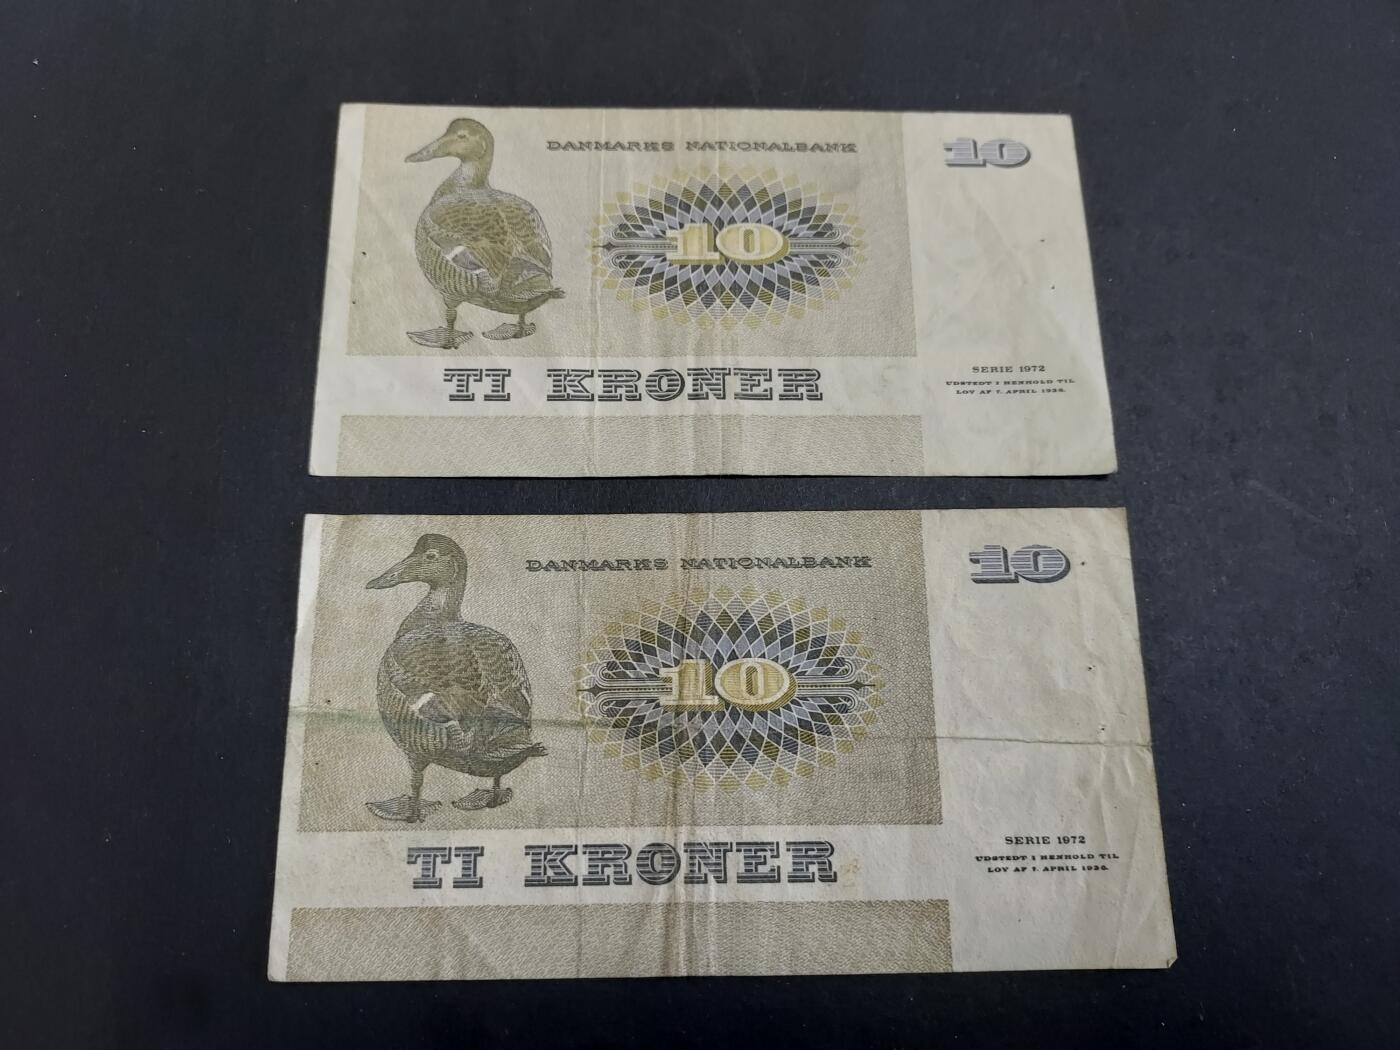 DANMARKS NATIONALBANK
10
10
TI KRONER
SERIE 1972
UDSTEDT I HENHOLD TIL
LOV AF 7. APRIL 1936.
DANMARKS NATIONALBANK
10
10
TI KRONER
SERIE 1972
UDSTEDT I HENHOLD TIL
LOV AF 7. APRIL 1936.